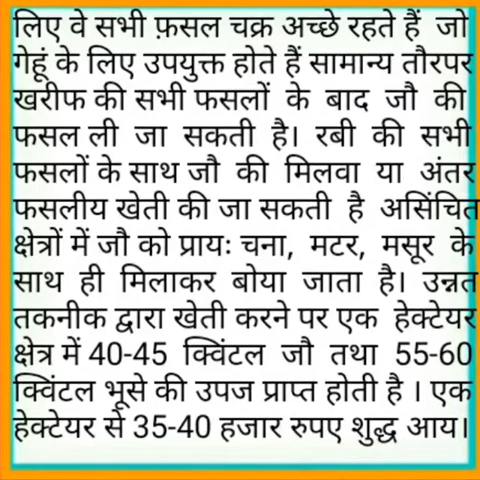 लिए वे सभी फ़सल चक्र अच्छे रहते हैं जो
गेहूं के लिए उपयुक्त होते हैं सामान्य तौरपर
खरीफ की सभी फसलों के बाद जौ की
फसल ली जा सकती है। रबी की सभी
फसलों के साथ जौ की मिलवा या अंतर
फसलीय खेती की जा सकती है असिंचित
क्षेत्रों में जौ को प्रायः चना, मटर, मसूर के
साथ ही मिलाकर बोया जाता है। उन्नत
तकनीक द्वारा खेती करने पर एक हेक्टेयर
क्षेत्र में 40-45 क्विंटल जौ तथा 55-60
क्विंटल भूसे की उपज प्राप्त होती है । एक
हेक्टेयर से 35-40 हजार रुपए शुद्ध आय।